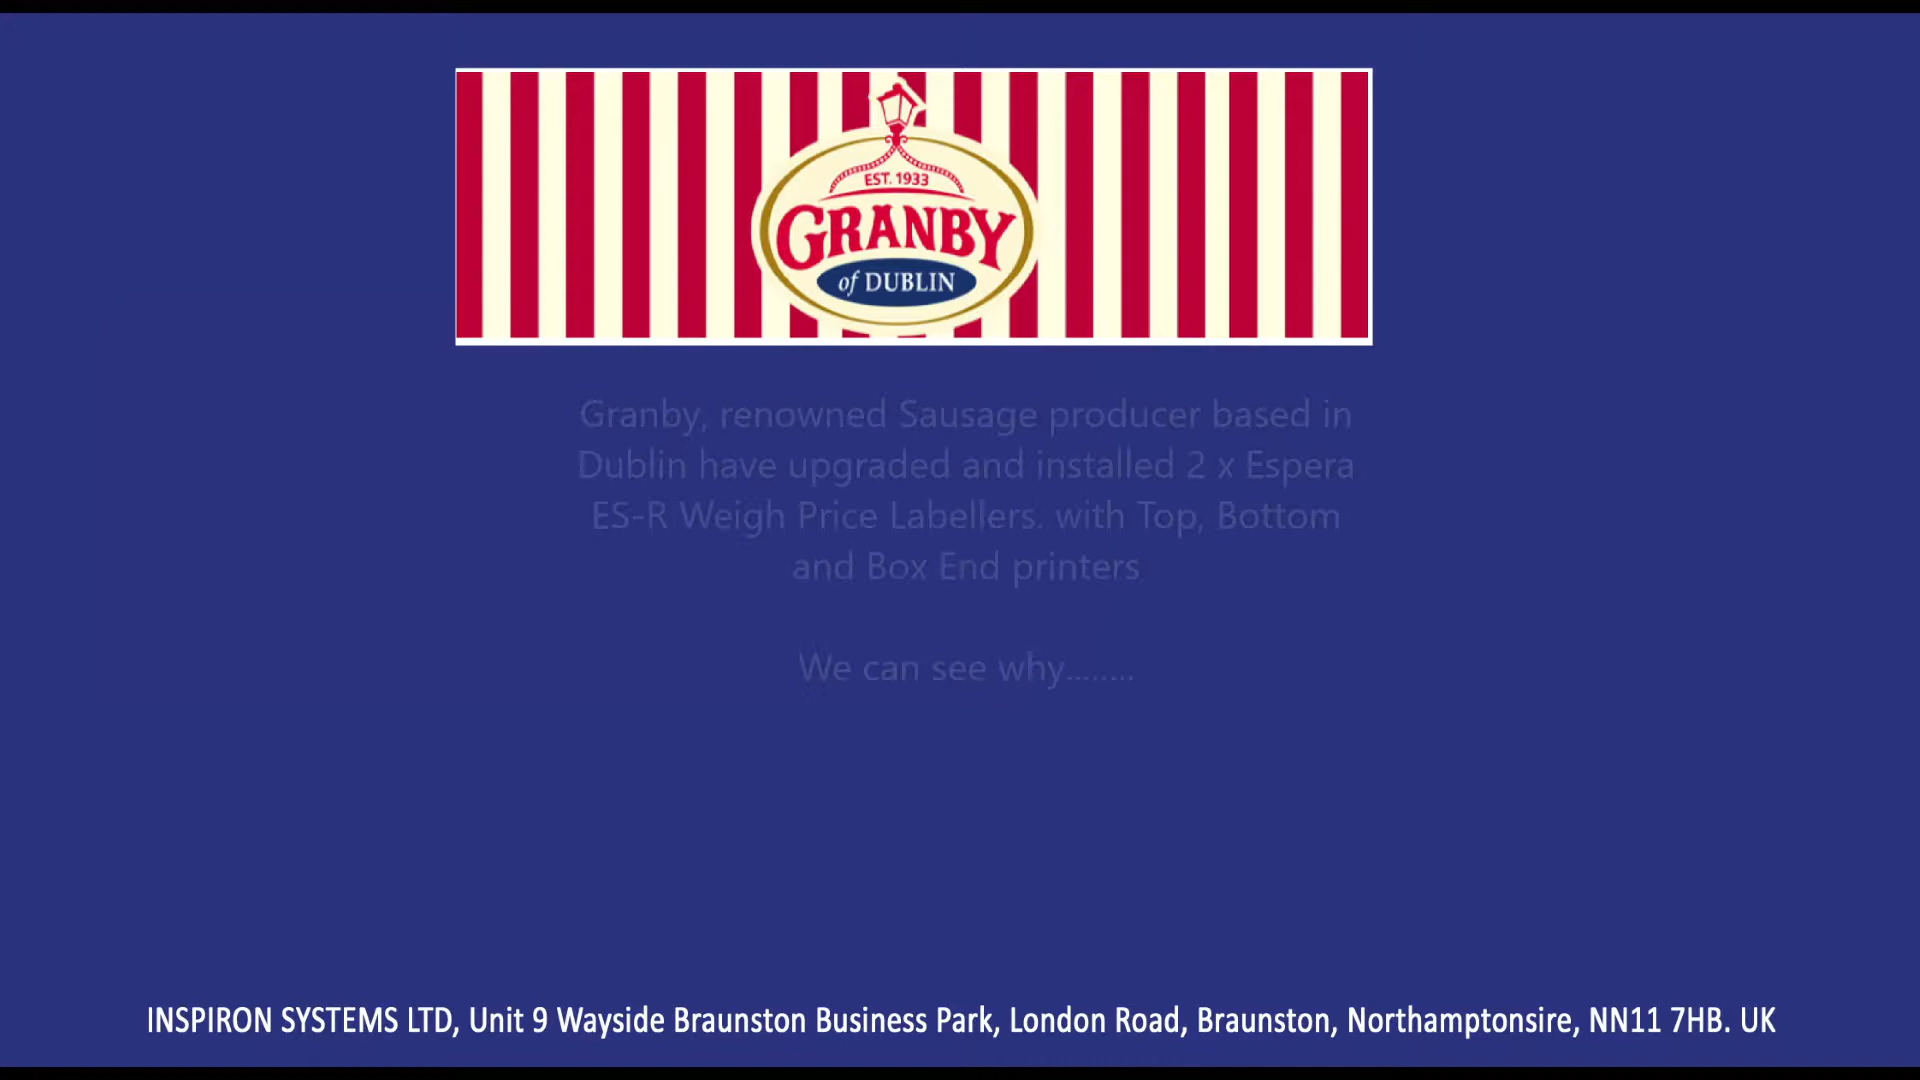 EST. 1933
GRANBY
of DUBLIN
Granby, renowned Sausage producer based in
Dublin have upgraded and installed 2 x Espera
ES-R Weigh Price Labellers. with Top, Bottom
and Box End printers
We can see why........
INSPIRON SYSTEMS LTD, Unit 9 Wayside Braunston Business Park, London Road, Braunston, Northamptonsire, NN11 7HB. UK